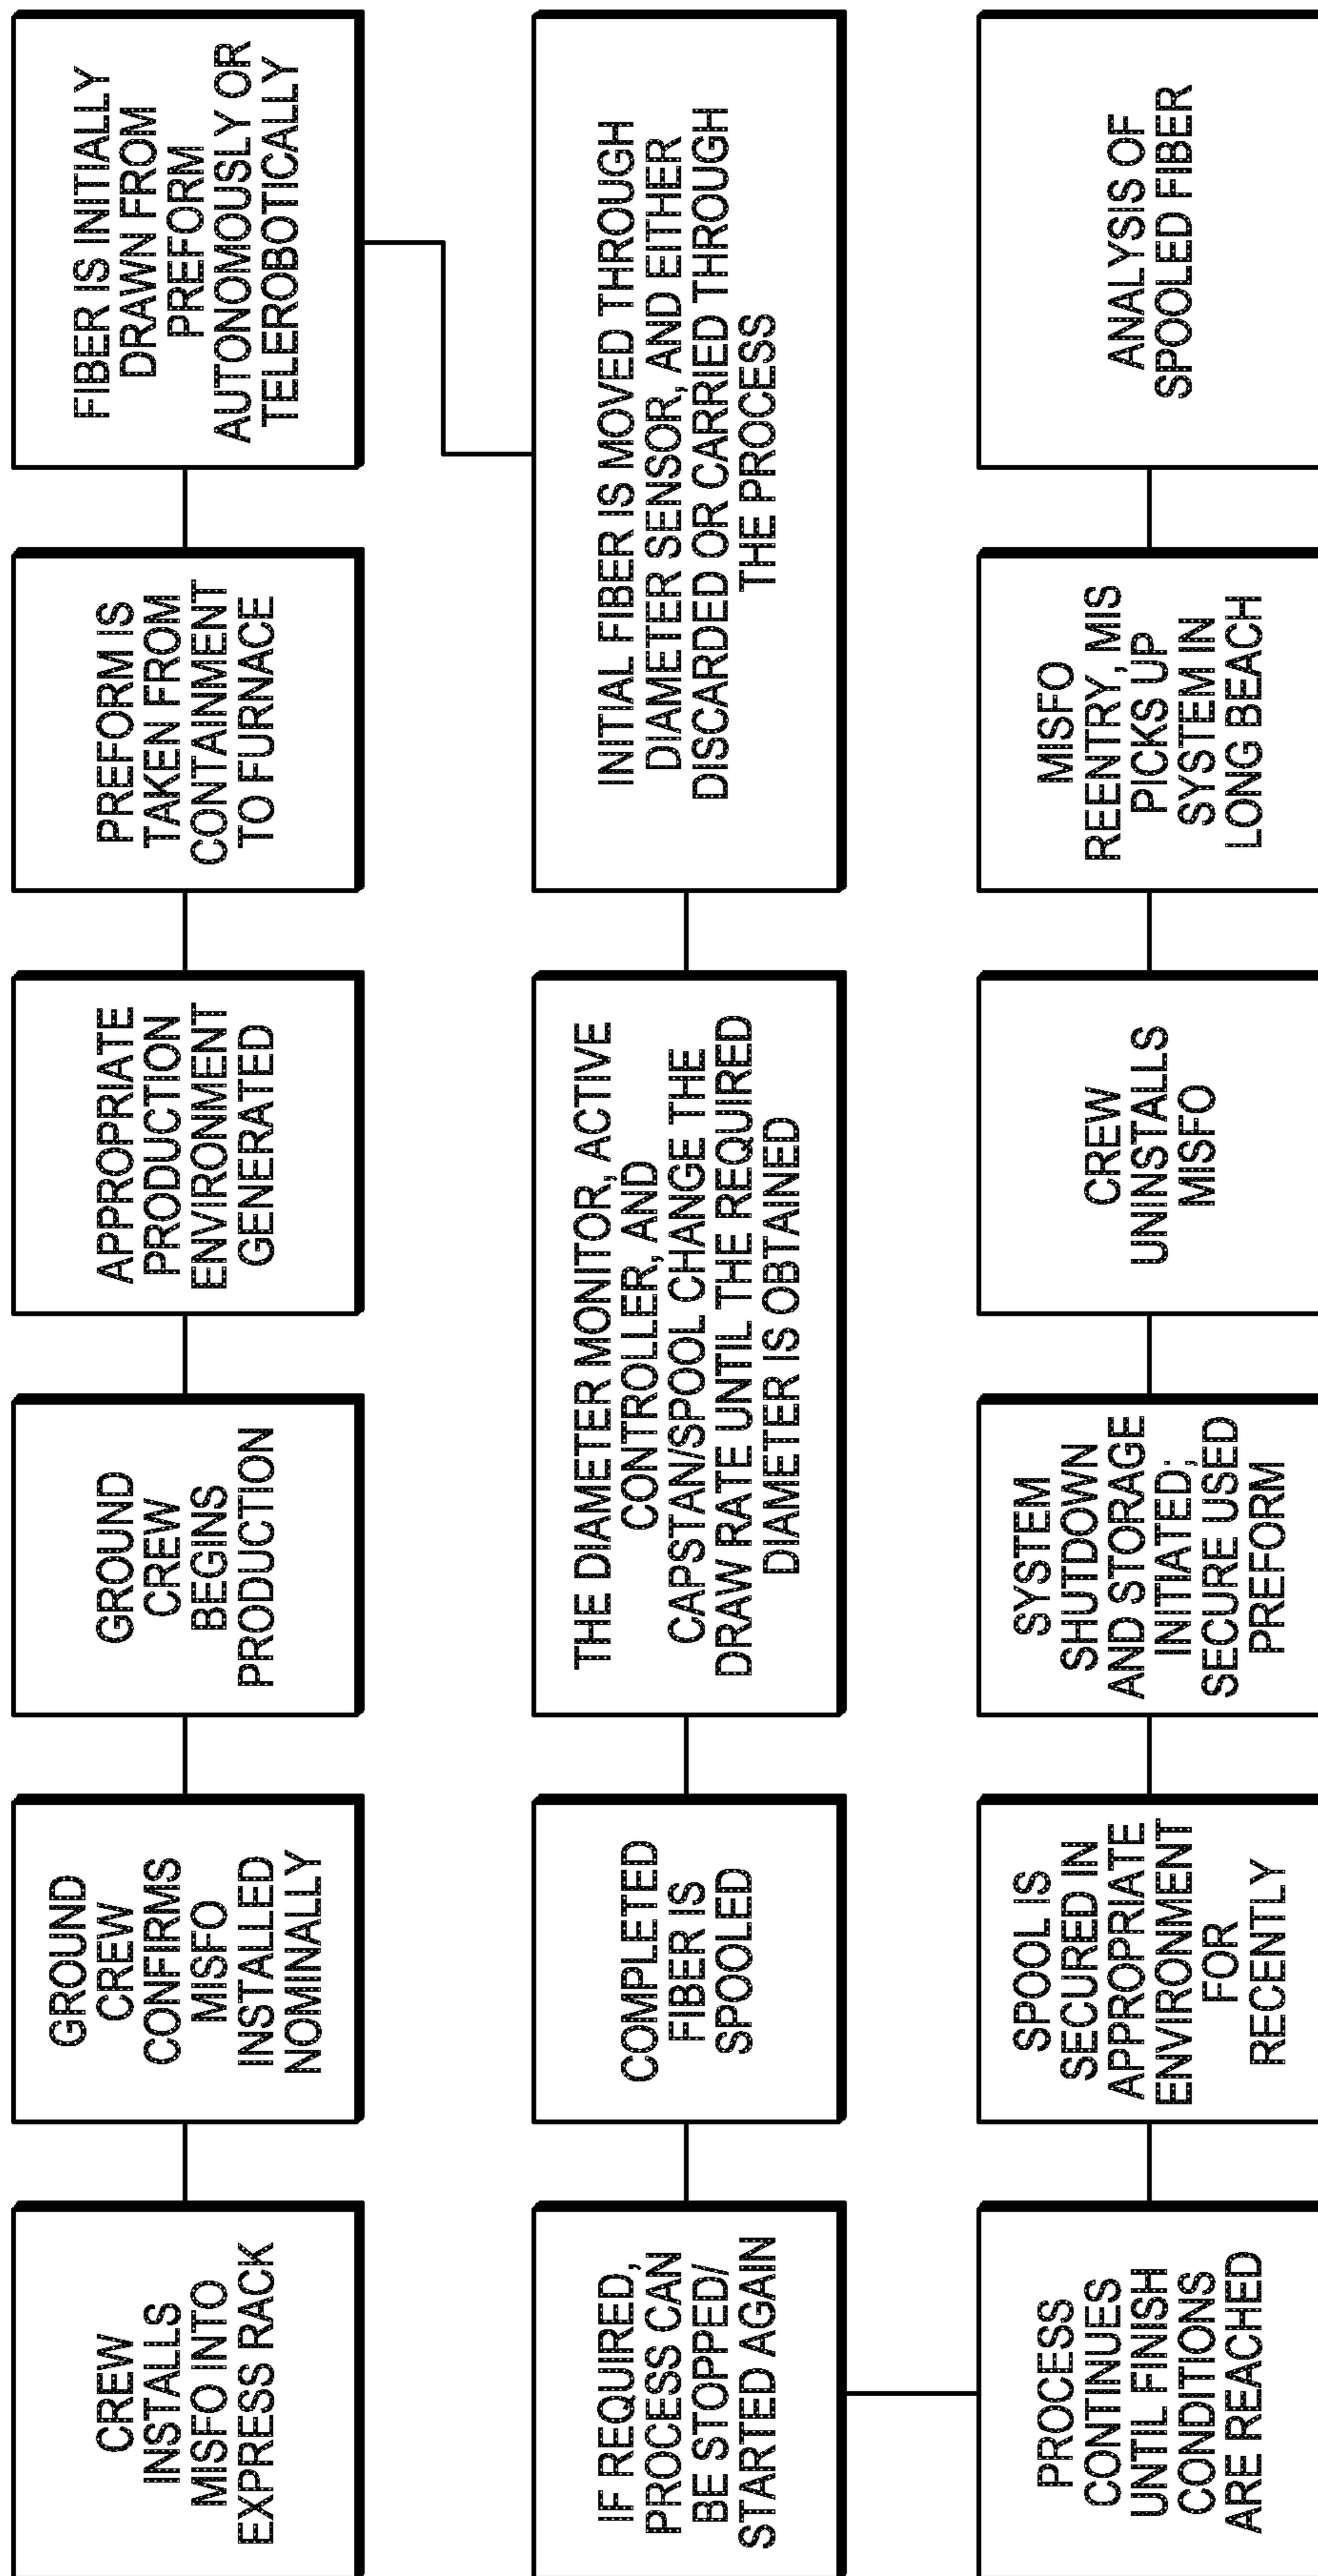 CREW
INSTALLS
MISFO INTO
EXPRESS RACK
GROUND
CREW
CONFIRMS
MISFO
INSTALLED
NOMINALLY
GROUND
CREW
BEGINS
PRODUCTION
APPROPRIATE
PRODUCTION
ENVIRONMENT
GENERATED
PREFORM IS
TAKEN FROM
CONTAINMENT
TO FURNACE
FIBER IS INITIALLY
DRAWN FROM
PREFORM
AUTONOMOUSLY OR
TELEROBOTICALLY
INITIAL FIBER IS MOVED THROUGH
DIAMETER SENSOR, AND EITHER
DISCARDED OR CARRIED THROUGH
THE PROCESS
THE DIAMETER MONITOR, ACTIVE
CONTROLLER, AND
CAPSTAN/SPOOL CHANGE THE
DRAW RATE UNTIL THE REQUIRED
DIAMETER IS OBTAINED
COMPLETED
FIBER IS
SPOOLED
IF REQUIRED,
PROCESS CAN
BE STOPPED/
STARTED AGAIN
PROCESS
CONTINUES
UNTIL FINISH
CONDITIONS
ARE REACHED
SPOOL IS
SECURED IN
APPROPRIATE
ENVIRONMENT
FOR
RECENTLY
SYSTEM
SHUTDOWN
AND STORAGE
INITIATED;
SECURE USED
PREFORM
CREW
UNINSTALLS
MISFO
MISFO
REENTRY, MIS
PICKS UP
SYSTEM IN
LONG BEACH
ANALYSIS OF
SPOOLED FIBER